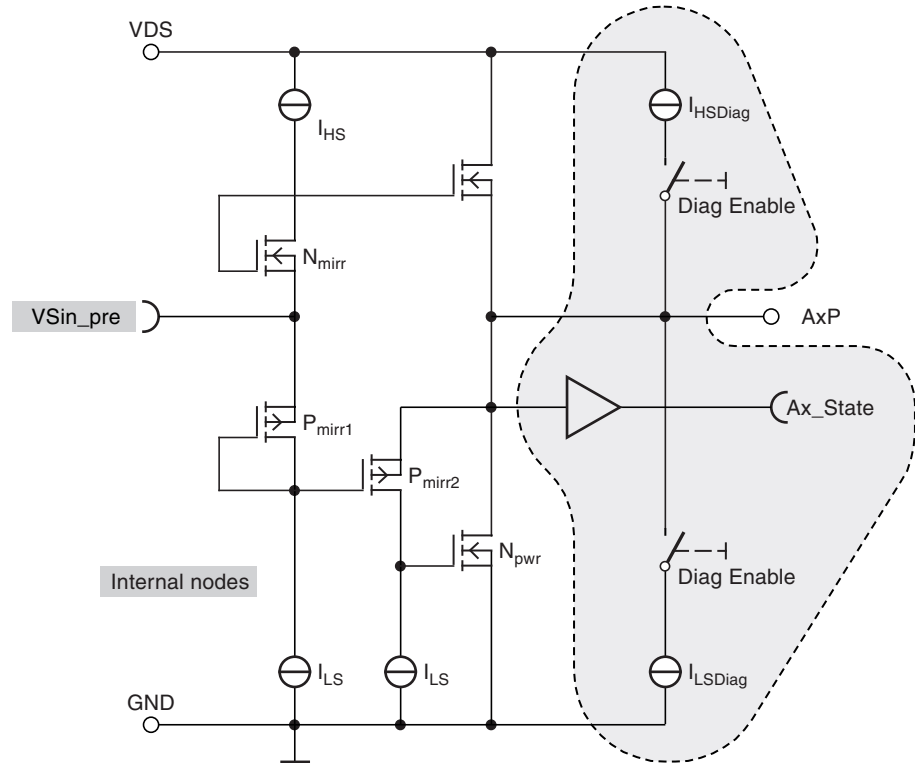 VDS
I_HS
I_HSDiag
Diag Enable
N_mirr
VSin_pre
AxP
Ax_State
P_mirr1
P_mirr2
N_pwr
Internal nodes
Diag Enable
I_LS
I_LS
I_LSDiag
GND